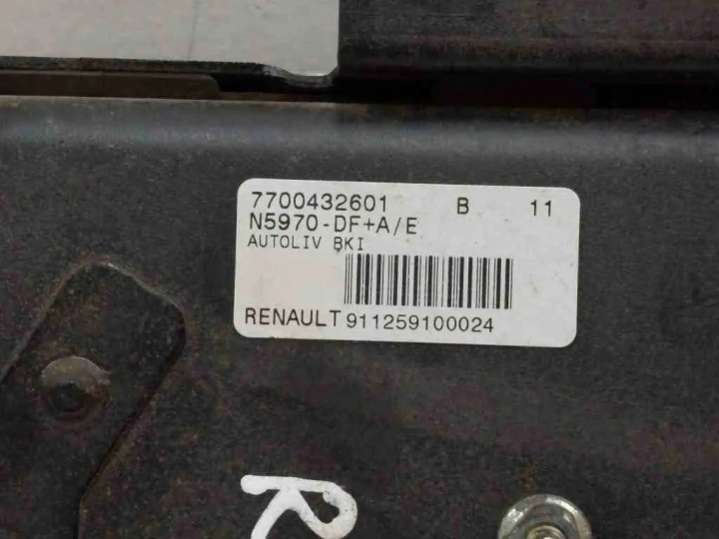 7700432601 B 11
N5970-DF+A/E
AUTOLIV BKI
RENAULT 911259100024
R